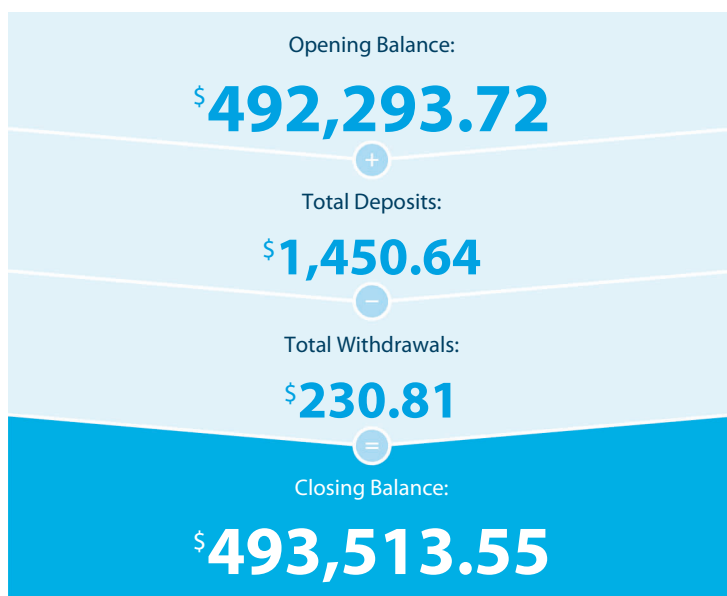 Opening Balance:
$492,293.72
+
Total Deposits:
$1,450.64
−
Total Withdrawals:
$230.81
=
Closing Balance:
$493,513.55